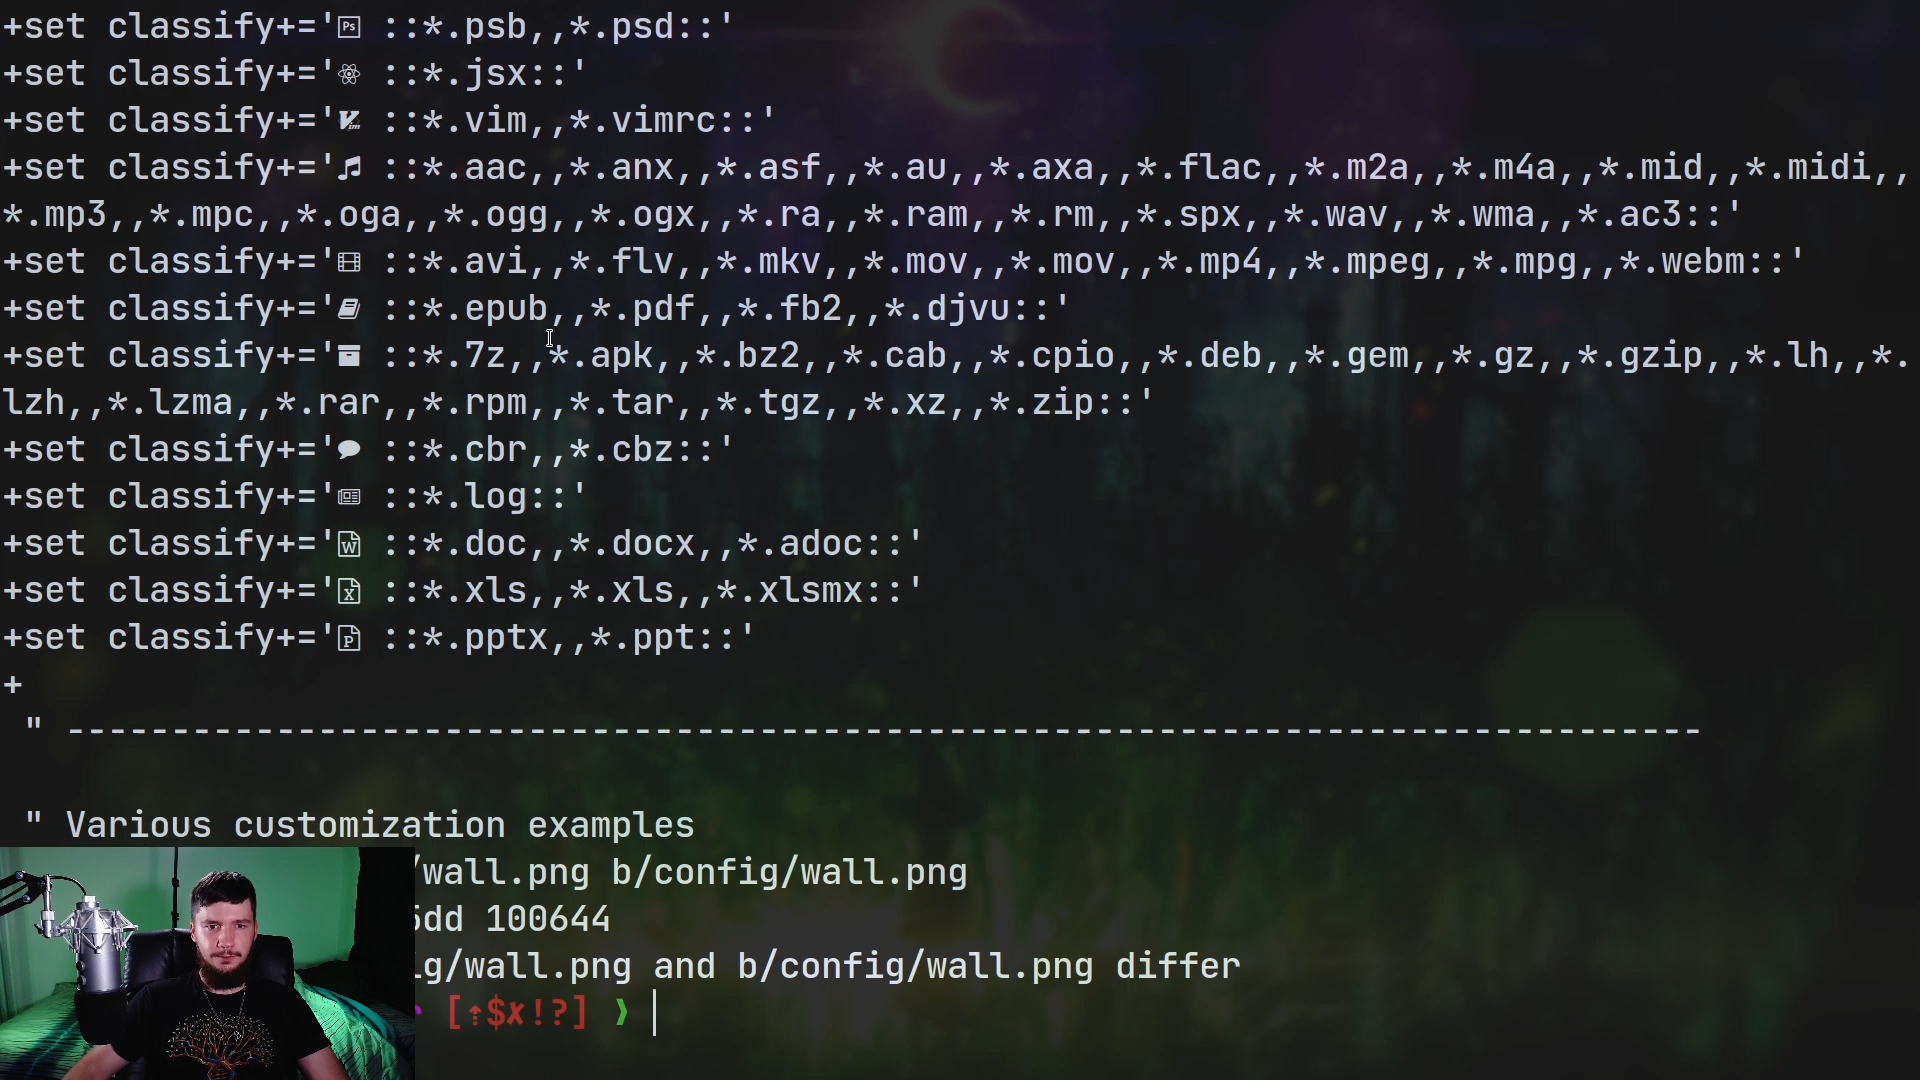 +set classify+=' ::*.psb,,*.psd::'
+set classify+=' ::*.jsx::'
+set classify+=' ::*.vim,,*.vimrc::'
+set classify+=' ::*.aac,,*.anx,,*.asf,,*.au,,*.axa,,*.flac,,*.m2a,,*.m4a,,*.mid,,*.midi,,
*.mp3,,*.mpc,,*.oga,,*.ogg,,*.ogx,,*.ra,,*.ram,,*.rm,,*.spx,,*.wav,,*.wma,,*.ac3::'
+set classify+=' ::*.avi,,*.flv,,*.mkv,,*.mov,,*.mov,,*.mp4,,*.mpeg,,*.mpg,,*.webm::'
+set classify+=' ::*.epub,,*.pdf,,*.fb2,,*.djvu::'
+set classify+=' ::*.7z,,*.apk,,*.bz2,,*.cab,,*.cpio,,*.deb,,*.gem,,*.gz,,*.gzip,,*.lh,,*.
lzh,,*.lzma,,*.rar,,*.rpm,,*.tar,,*.tgz,,*.xz,,*.zip::'
+set classify+=' ::*.cbr,,*.cbz::'
+set classify+=' ::*.log::'
+set classify+=' ::*.doc,,*.docx,,*.adoc::'
+set classify+=' ::*.xls,,*.xls,,*.xlsmx::'
+set classify+=' ::*.pptx,,*.ppt::'
+
" ------------------------------------------------------------------------------
" Various customization examples
/wall.png b/config/wall.png
dd 100644
g/wall.png and b/config/wall.png differ
[⇡$✘!?] ❯